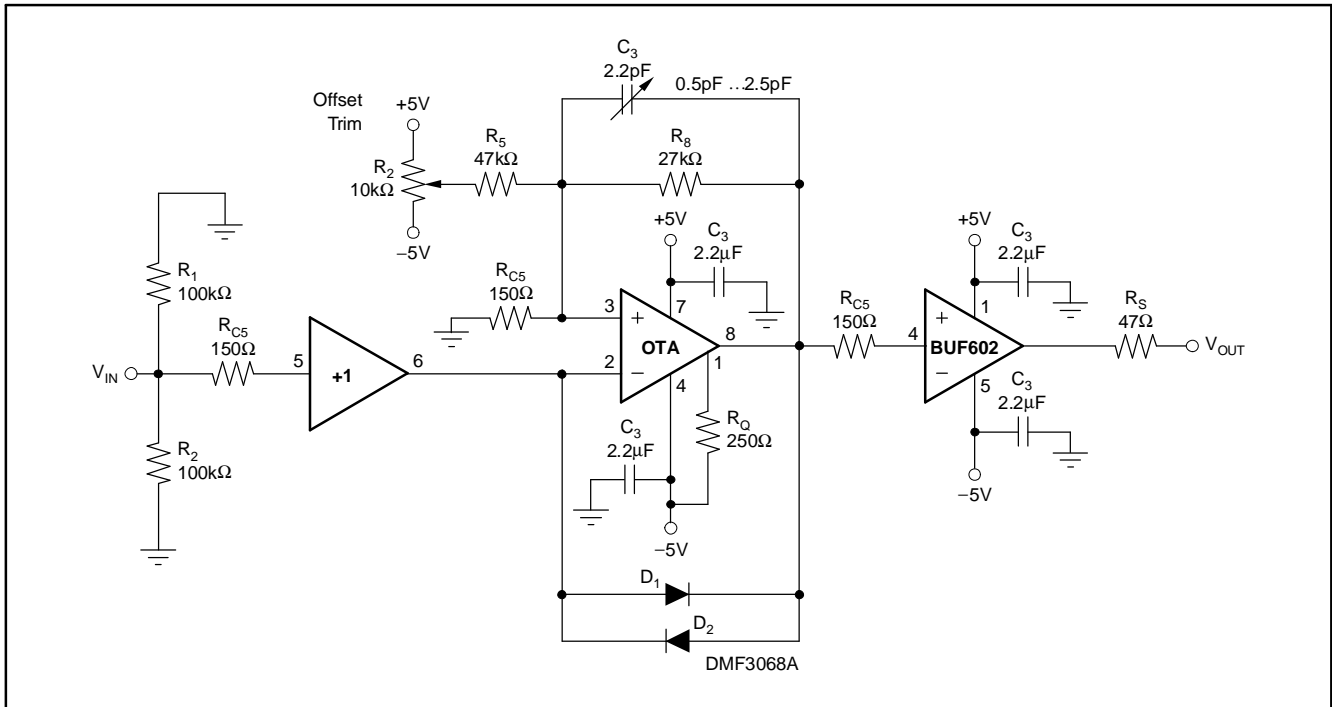 C3
2.2pF
0.5pF ...2.5pF
Offset
Trim
+5V
R2
10kΩ
−5V
R5
47kΩ
R8
27kΩ
+5V
C3
2.2µF
+5V
C3
2.2µF
R1
100kΩ
RC5
150Ω
VIN
5
+1
6
R2
100kΩ
RC5
150Ω
3
+
7
OTA
8
2
−
1
4
C3
2.2µF
RQ
250Ω
−5V
RC5
150Ω
4
+
1
BUF602
−
5
RS
47Ω
VOUT
C3
2.2µF
−5V
D1
D2
DMF3068A